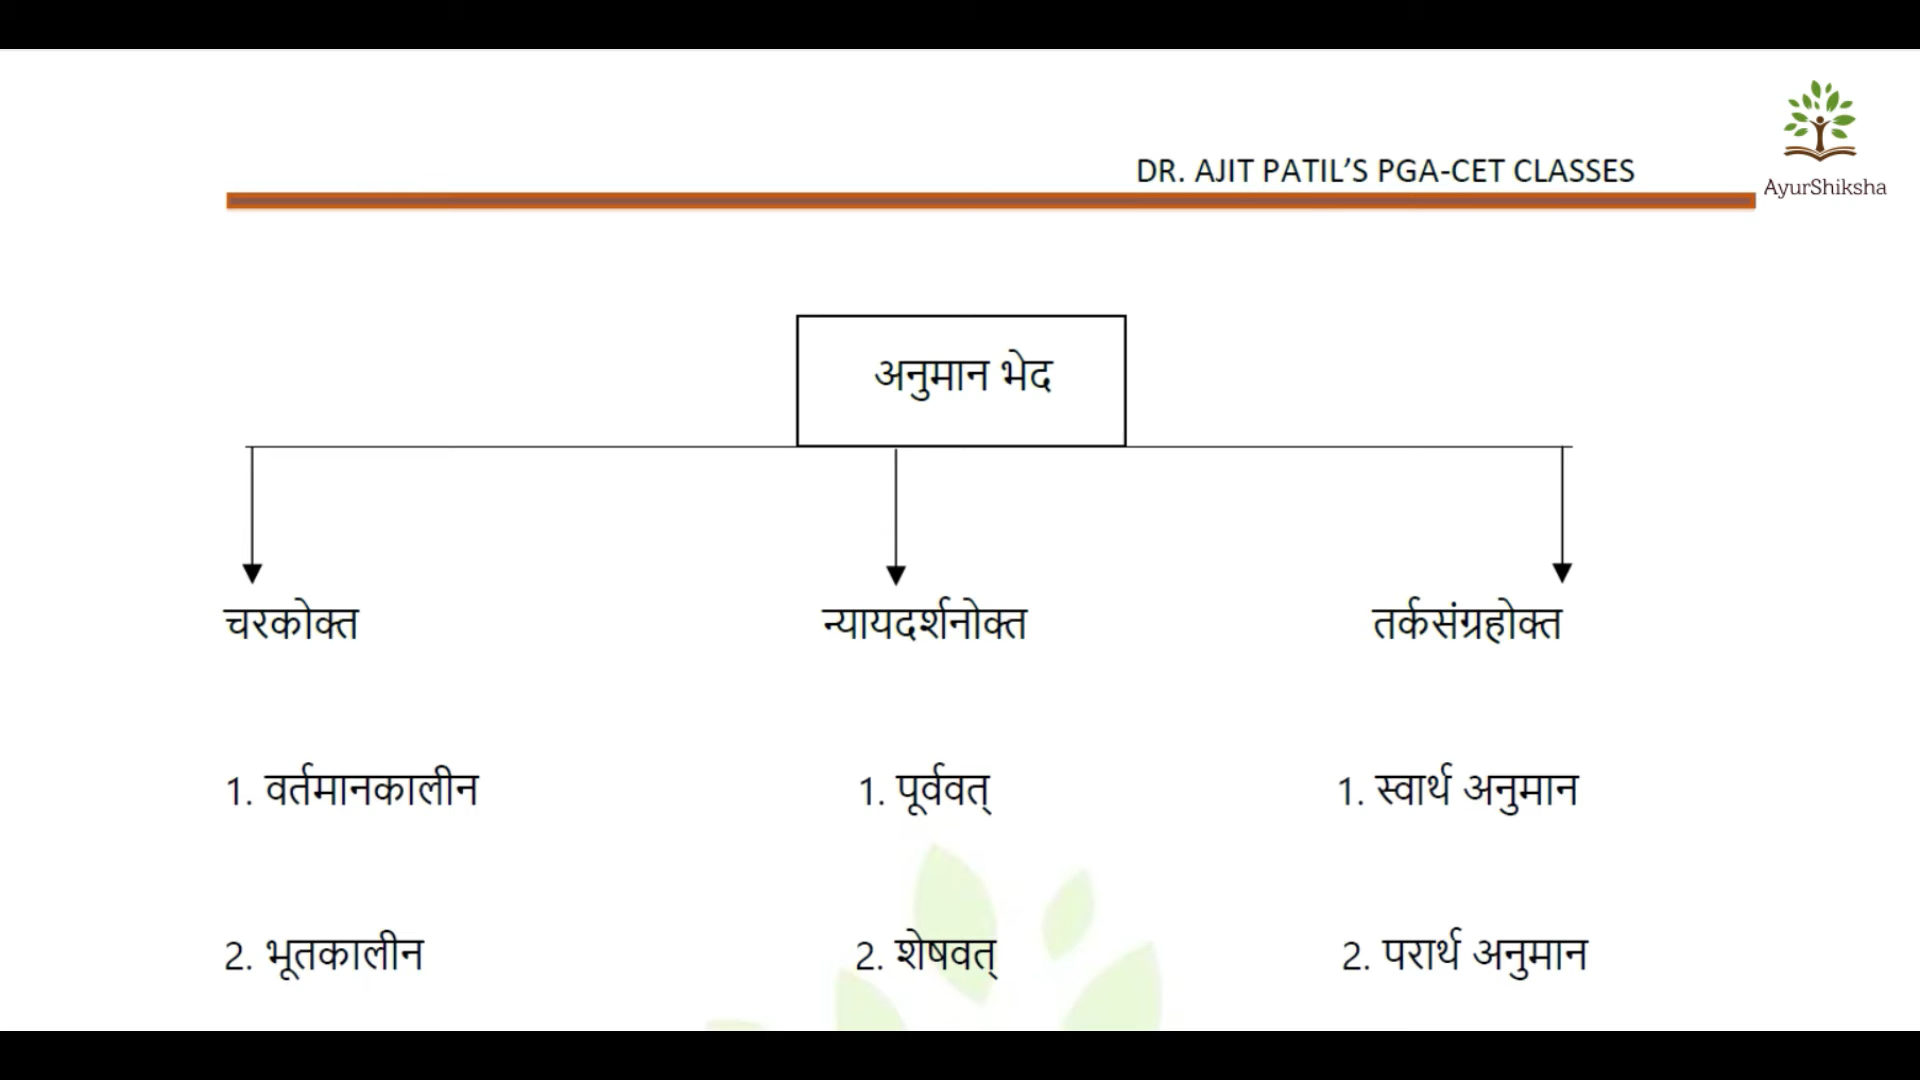 DR. AJIT PATIL’S PGA-CET CLASSES
AyurShiksha
अनुमान भेद
चरकोक्त न्यायदर्शनोक्त तर्कसंग्रहोक्त
1. वर्तमानकालीन 1. पूर्ववत् 1. स्वार्थ अनुमान
2. भूतकालीन 2. शेषवत् 2. परार्थ अनुमान